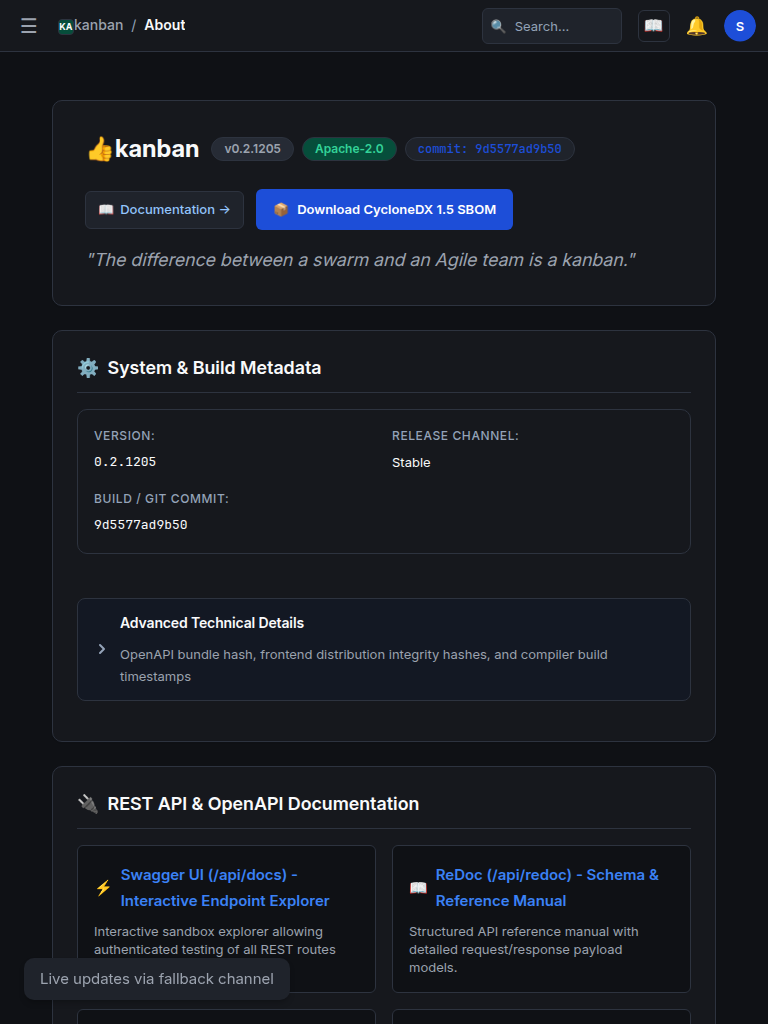 ☰ KA kanban / About
🔍 Search...
📖 🔔 S
👍kanban v0.2.1205 Apache-2.0 commit: 9d5577ad9b50
📖 Documentation →
📦 Download CycloneDX 1.5 SBOM
"The difference between a swarm and an Agile team is a kanban."
⚙️ System & Build Metadata
VERSION:
0.2.1205
RELEASE CHANNEL:
Stable
BUILD / GIT COMMIT:
9d5577ad9b50
Advanced Technical Details
OpenAPI bundle hash, frontend distribution integrity hashes, and compiler build
timestamps
🔌 REST API & OpenAPI Documentation
⚡ Swagger UI (/api/docs) -
Interactive Endpoint Explorer
Interactive sandbox explorer allowing
authenticated testing of all REST routes
📖 ReDoc (/api/redoc) - Schema &
Reference Manual
Structured API reference manual with
detailed request/response payload
models.
Live updates via fallback channel